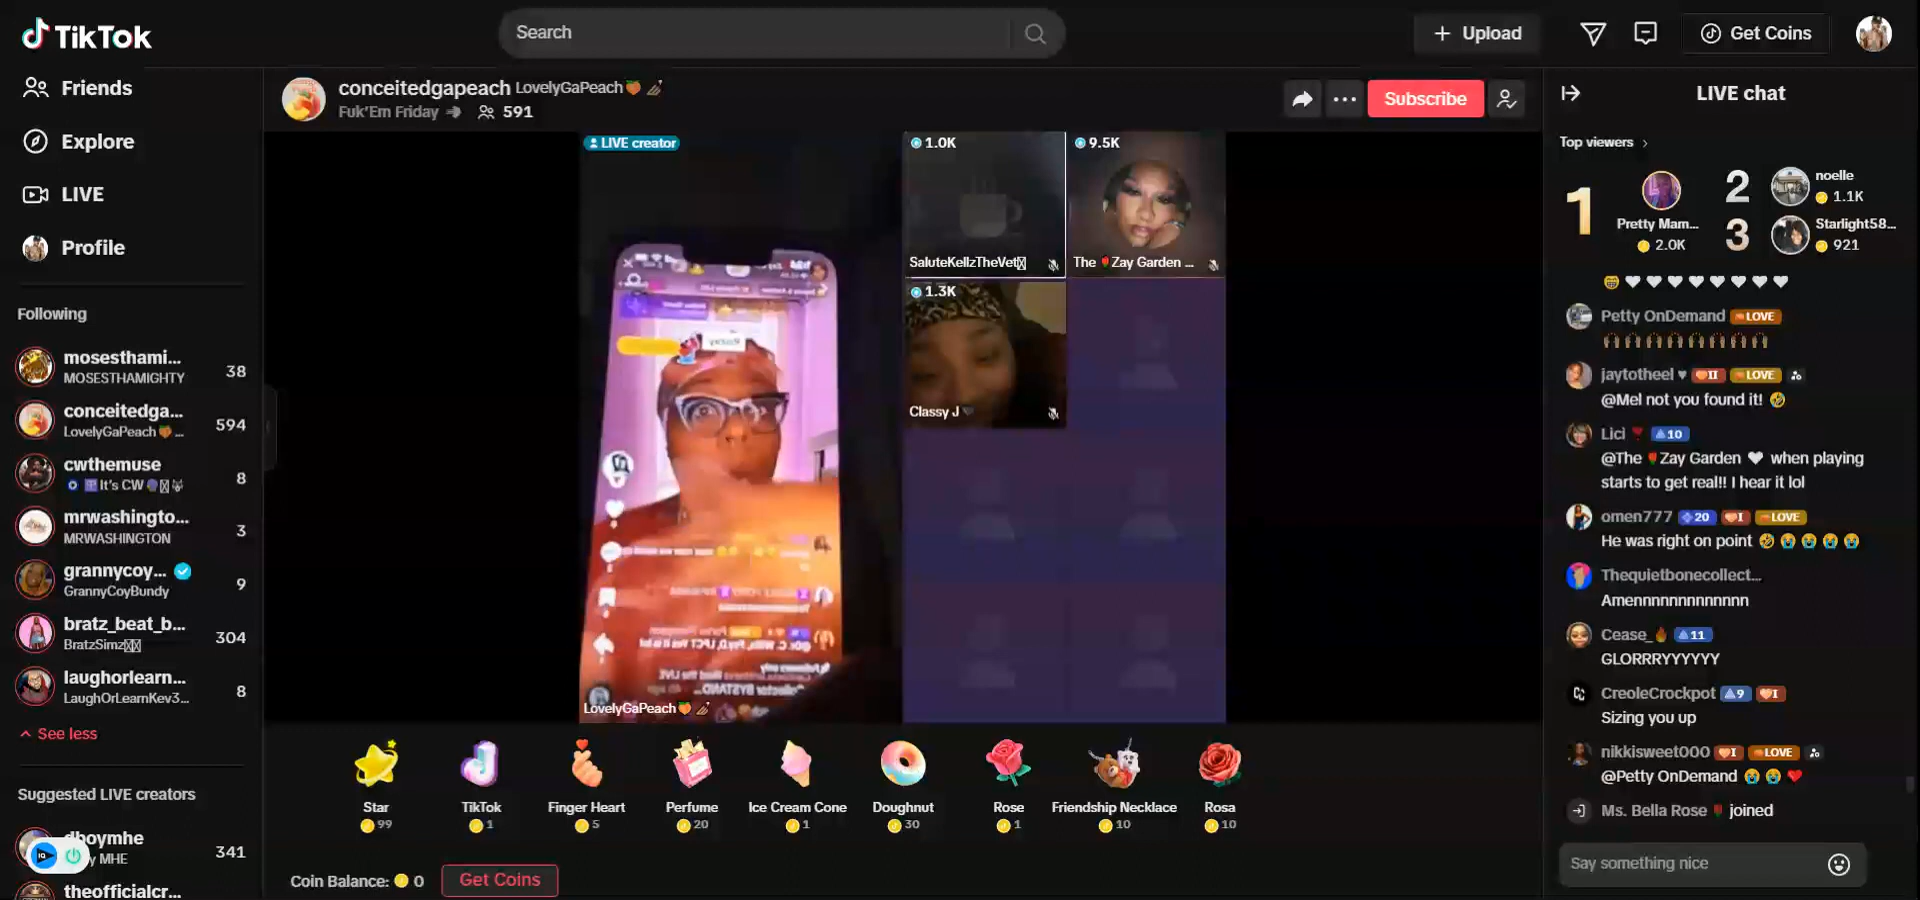 TikTok
Search
Upload
Get Coins
Friends
Explore
LIVE
Profile
Following
mosesthami...
MOSESTHAMIGHTY
38
conceitedga...
LovelyGaPeach🍑 ...
594
cwthemuse
It's CW
8
mrwashingto...
MRWASHINGTON
3
grannycoy...
GrannyCoyBundy
9
bratz_beat_b...
BratzSimz
304
laughorlearn...
LaughOrLearnKev3...
8
See less
Suggested LIVE creators
dboymhe
y MHE
341
theofficialcr...
conceitedgapeach LovelyGaPeach🍑
Fuk'Em Friday
591
Subscribe
LIVE creator
LovelyGaPeach🍑
1.0K
SaluteKellzTheVet
9.5K
The 🌹Zay Garden ...
1.3K
Classy J
Star
99
TikTok
1
Finger Heart
5
Perfume
20
Ice Cream Cone
1
Doughnut
30
Rose
1
Friendship Necklace
10
Rosa
10
Coin Balance: 0
Get Coins
LIVE chat
Top viewers
1
Pretty Mam...
2.0K
2
noelle
1.1K
3
Starlight58...
921
😁🤍🤍🤍🤍🤍🤍🤍🤍
Petty OnDemand LOVE
🙌🏾🙌🏾🙌🏾🙌🏾🙌🏾🙌🏾🙌🏾🙌🏾
jaytotheel ♥ II LOVE
@Mel not you found it! 🤣
Lici 🌹 10
@The 🌹Zay Garden 🤍 when playing
starts to get real!! I hear it lol
omen777 20 I LOVE
He was right on point 🤣😭😭😭😭
Thequietbonecollect...
Amennnnnnnnnnnnn
Cease_🔥 11
GLORRRYYYYYY
CreoleCrockpot 9 I
Sizing you up
nikkisweet000 I LOVE
@Petty OnDemand 😭😭❤️
Ms. Bella Rose 🌹 joined
Say something nice